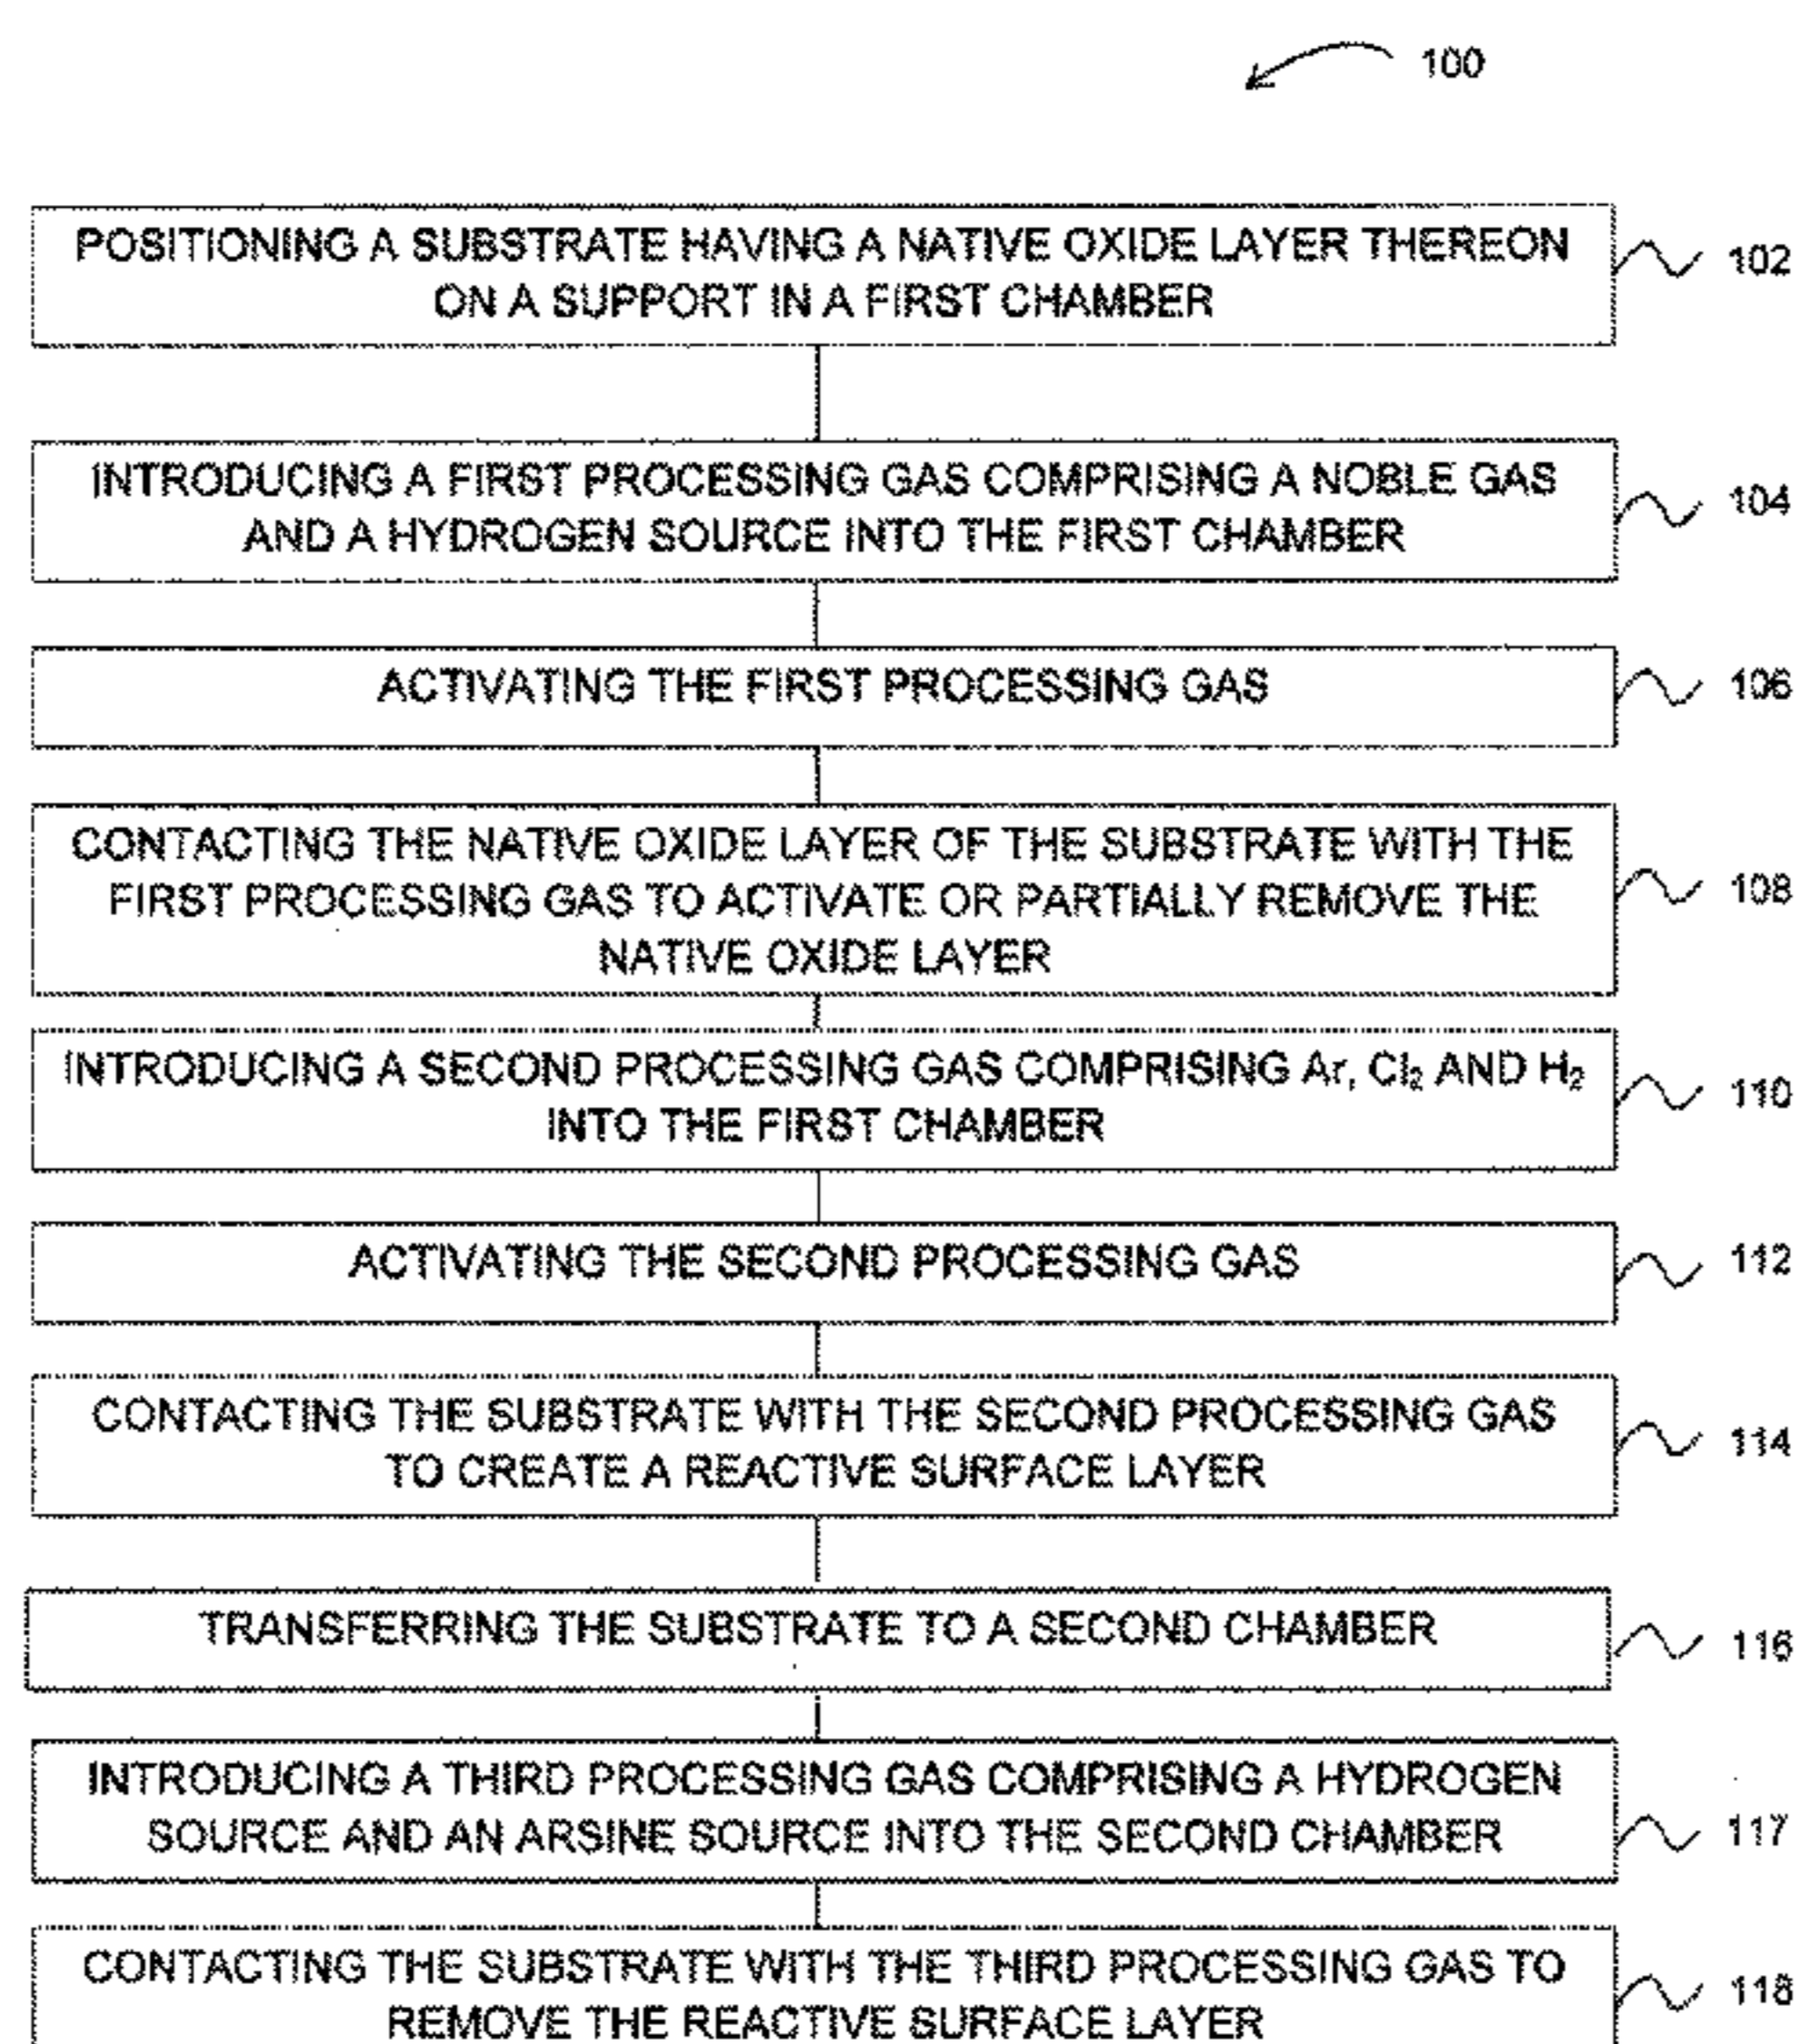 100
POSITIONING A SUBSTRATE HAVING A NATIVE OXIDE LAYER THEREON
ON A SUPPORT IN A FIRST CHAMBER
102
INTRODUCING A FIRST PROCESSING GAS COMPRISING A NOBLE GAS
AND A HYDROGEN SOURCE INTO THE FIRST CHAMBER
104
ACTIVATING THE FIRST PROCESSING GAS
106
CONTACTING THE NATIVE OXIDE LAYER OF THE SUBSTRATE WITH THE
FIRST PROCESSING GAS TO ACTIVATE OR PARTIALLY REMOVE THE
NATIVE OXIDE LAYER
108
INTRODUCING A SECOND PROCESSING GAS COMPRISING Ar, Cl₂ AND H₂
INTO THE FIRST CHAMBER
110
ACTIVATING THE SECOND PROCESSING GAS
112
CONTACTING THE SUBSTRATE WITH THE SECOND PROCESSING GAS
TO CREATE A REACTIVE SURFACE LAYER
114
TRANSFERRING THE SUBSTRATE TO A SECOND CHAMBER
116
INTRODUCING A THIRD PROCESSING GAS COMPRISING A HYDROGEN
SOURCE AND AN ARSINE SOURCE INTO THE SECOND CHAMBER
117
CONTACTING THE SUBSTRATE WITH THE THIRD PROCESSING GAS TO
REMOVE THE REACTIVE SURFACE LAYER
118